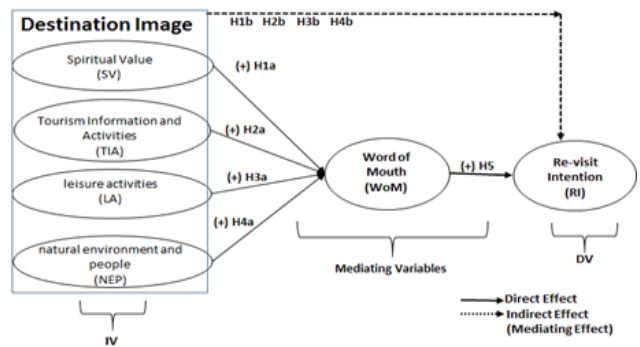 Destination Image
H1b H2b H3b H4b
Spiritual Value
(SV)
(+) H1a
Tourism Information and
Activities
(TIA)
(+) H2a
leisure activities
(LA)
(+) H3a
(+) H4a
natural environment and
people
(NEP)
Word of
Mouth
(WoM)
(+) H5
Re-visit
Intention
(RI)
Mediating Variables
DV
IV
Direct Effect
Indirect Effect
(Mediating Effect)